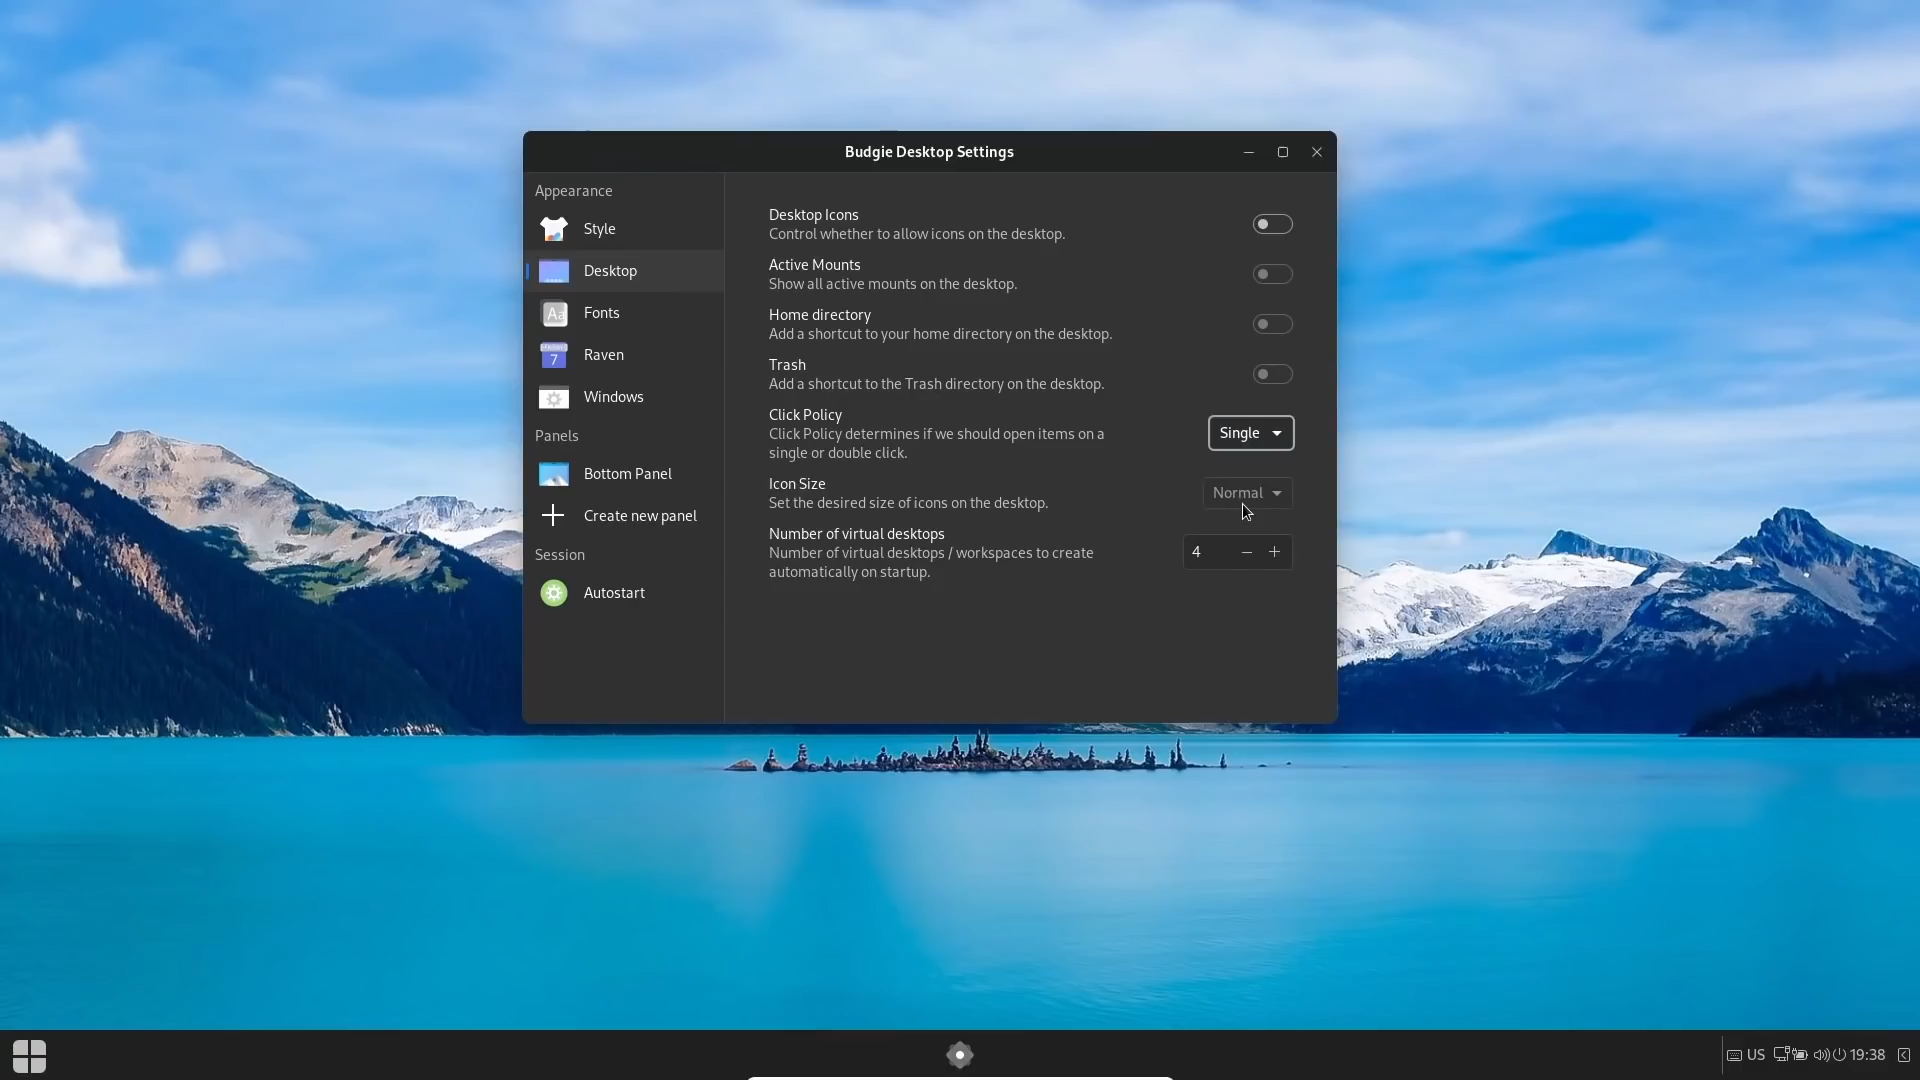 Budgie Desktop Settings
Appearance
Style
Desktop
Fonts
Raven
Windows
Panels
Bottom Panel
Create new panel
Session
Autostart
Desktop Icons
Control whether to allow icons on the desktop.
Active Mounts
Show all active mounts on the desktop.
Home directory
Add a shortcut to your home directory on the desktop.
Trash
Add a shortcut to the Trash directory on the desktop.
Click Policy
Click Policy determines if we should open items on a
single or double click.
Single
Icon Size
Set the desired size of icons on the desktop.
Normal
Number of virtual desktops
Number of virtual desktops / workspaces to create
automatically on startup.
4
Aa
7
US
19:38